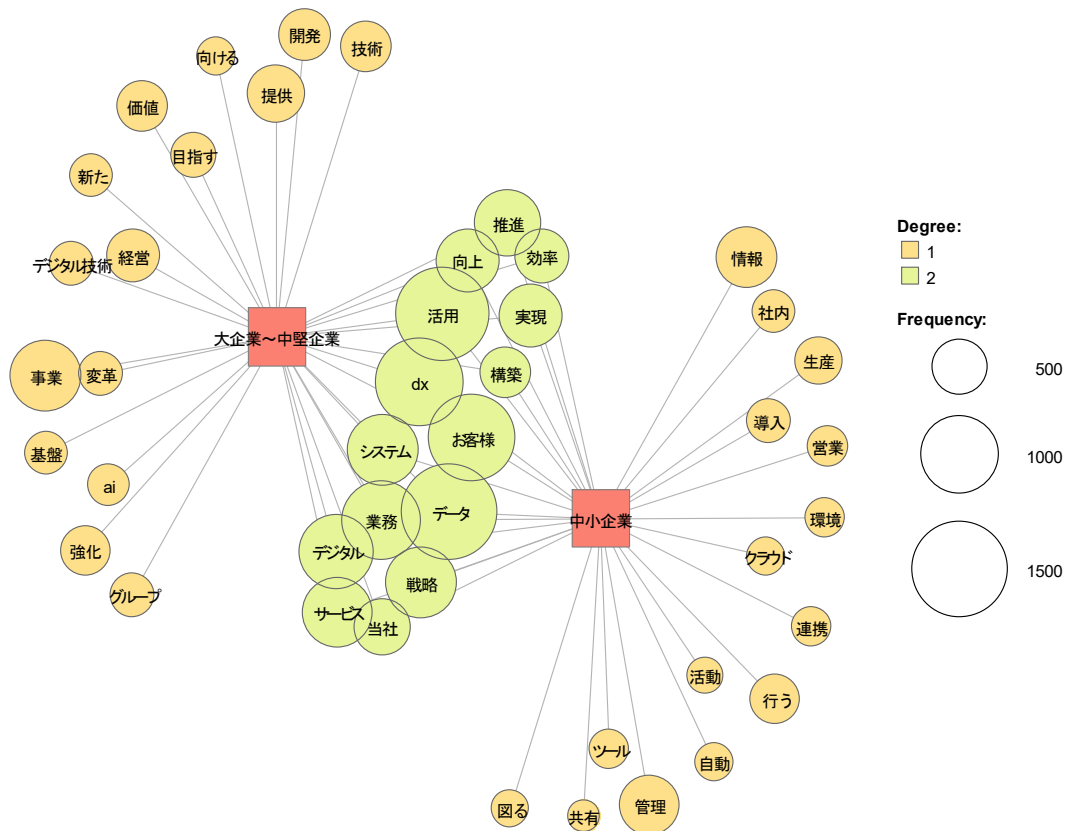 開発
技術
向ける
提供
価値
目指す
新た
デジタル技術
経営
大企業～中堅企業
事業
変革
基盤
ai
強化
グループ
推進
向上
効率
活用
実現
dx
構築
お客様
システム
データ
業務
デジタル
戦略
サービス
当社
中小企業
情報
社内
生産
導入
営業
環境
クラウド
連携
活動
行う
自動
ツール
管理
共有
図る
Degree:
1
2
Frequency:
500
1000
1500